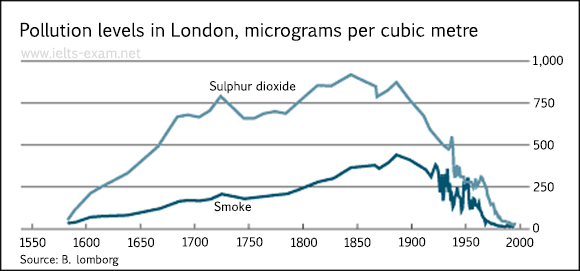 Pollution levels in London, micrograms per cubic metre
www.ielts-exam.net
1,000
Sulphur dioxide
750
500
250
Smoke
0
1550 1600 1650 1700 1750 1800 1850 1900 1950 2000
Source: B. lomborg